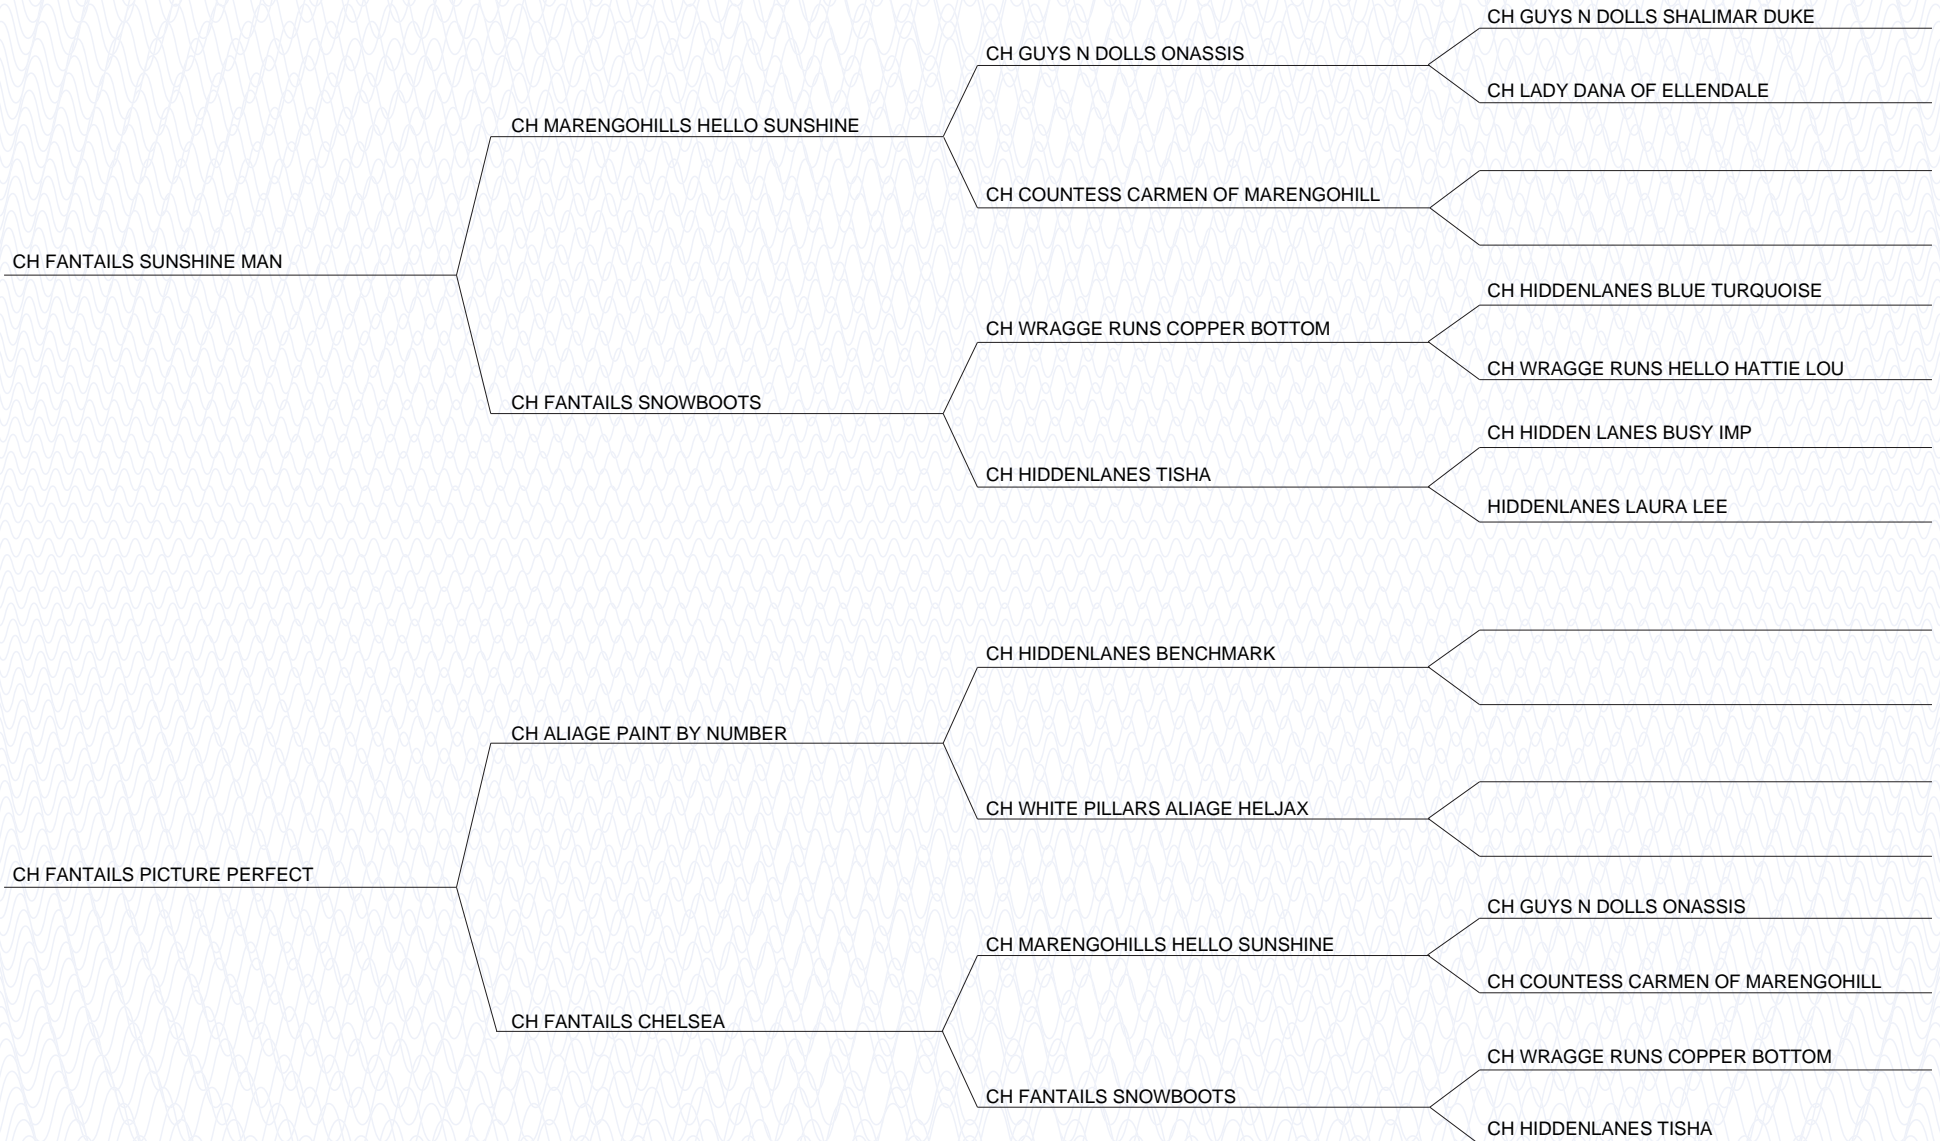 CH GUYS N DOLLS SHALIMAR DUKE
CH GUYS N DOLLS ONASSIS
CH LADY DANA OF ELLENDALE
CH MARENGOHILLS HELLO SUNSHINE
CH COUNTESS CARMEN OF MARENGOHILL
CH FANTAILS SUNSHINE MAN
CH HIDDENLANES BLUE TURQUOISE
CH WRAGGE RUNS COPPER BOTTOM
CH WRAGGE RUNS HELLO HATTIE LOU
CH FANTAILS SNOWBOOTS
CH HIDDEN LANES BUSY IMP
CH HIDDENLANES TISHA
HIDDENLANES LAURA LEE
CH HIDDENLANES BENCHMARK
CH ALIAGE PAINT BY NUMBER
CH WHITE PILLARS ALIAGE HELJAX
CH FANTAILS PICTURE PERFECT
CH GUYS N DOLLS ONASSIS
CH MARENGOHILLS HELLO SUNSHINE
CH COUNTESS CARMEN OF MARENGOHILL
CH FANTAILS CHELSEA
CH WRAGGE RUNS COPPER BOTTOM
CH FANTAILS SNOWBOOTS
CH HIDDENLANES TISHA